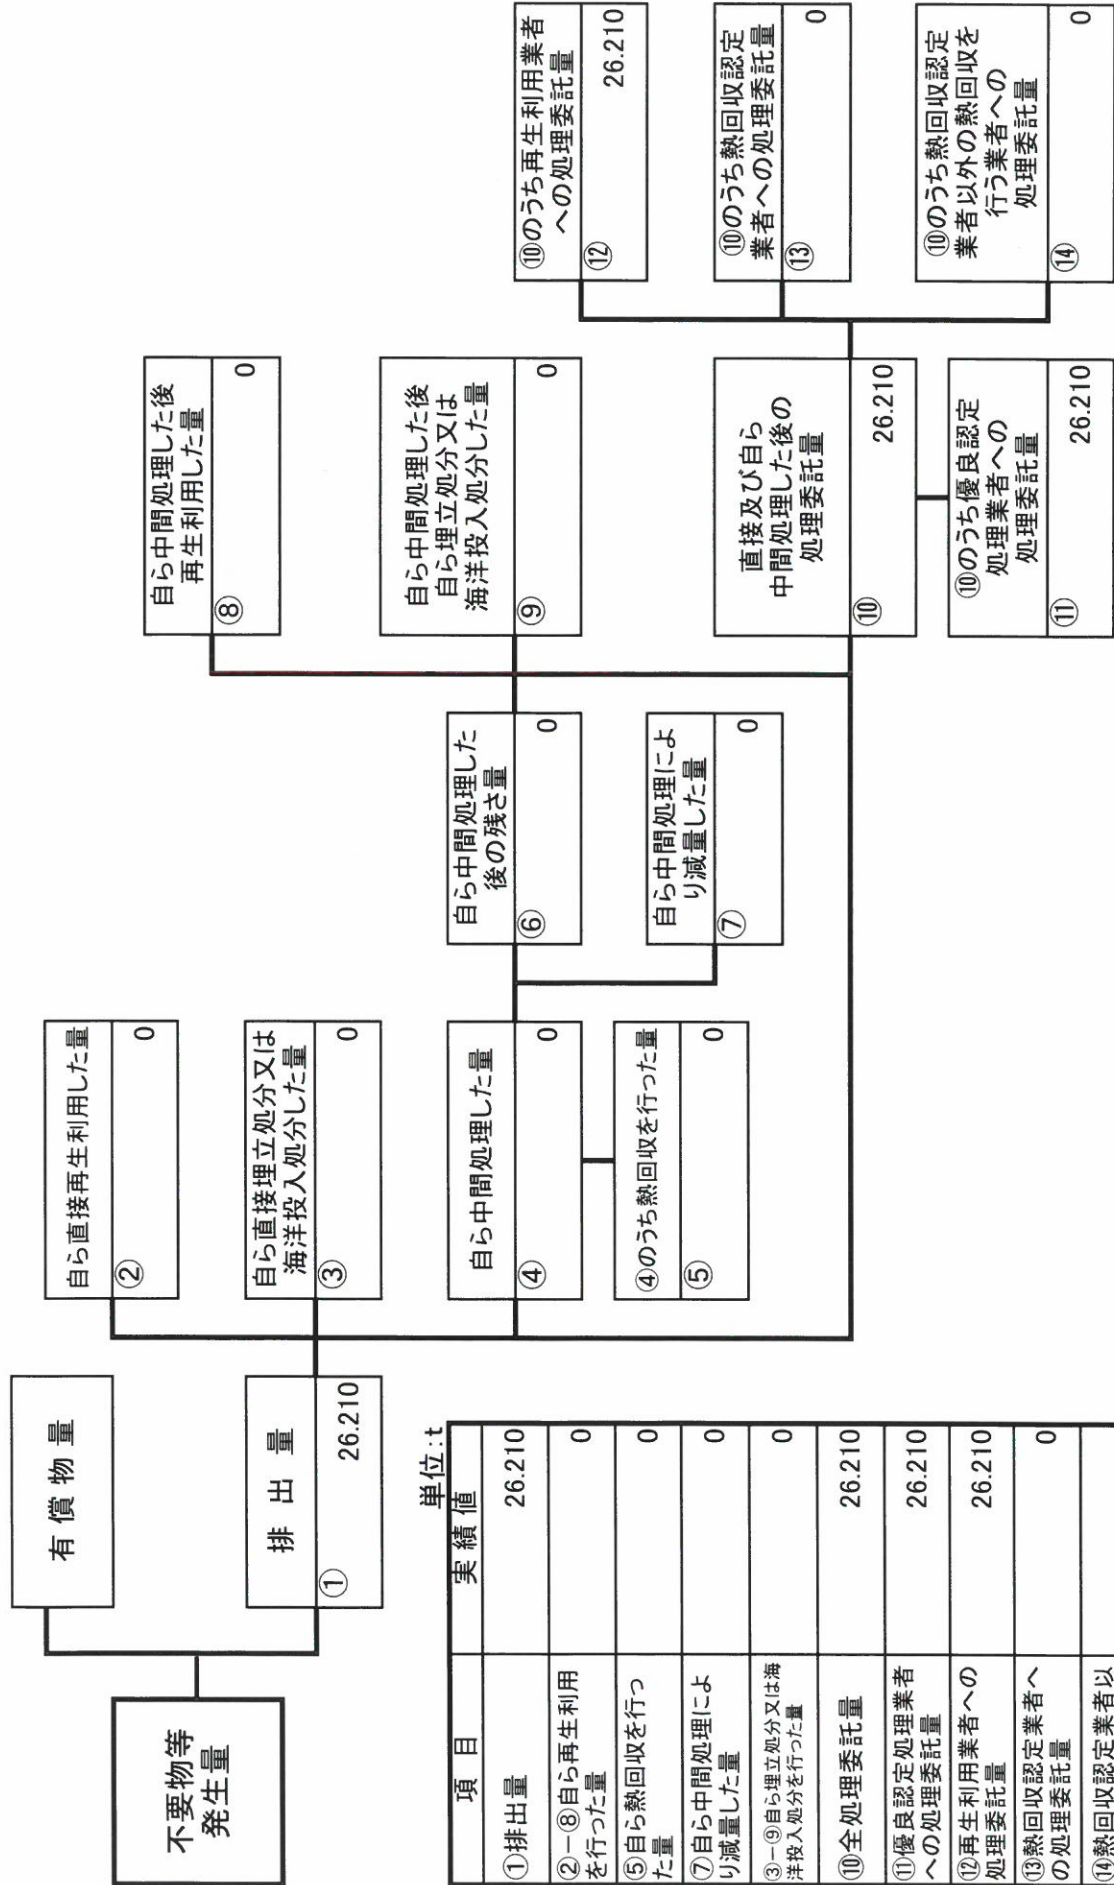 不要物等
発生量
有償物量
排出量
①
26.210
自ら直接再生利用した量
②
0
自ら直接埋立処分又は
海洋投入処分した量
③
0
自ら中間処理した量
④
0
④のうち熱回収を行った量
⑤
0
自ら中間処理した
後の残さ量
⑥
0
自ら中間処理によ
り減量した量
⑦
0
自ら中間処理した後
再生利用した量
⑧
0
自ら中間処理した後
自ら埋立処分又は
海洋投入処分した量
⑨
0
直接及び自ら
中間処理した後の
処理委託量
⑩
26.210
⑩のうち優良認定
処理業者への
処理委託量
⑪
26.210
⑩のうち再生利用業者
への処理委託量
⑫
26.210
⑩のうち熱回収認定
業者への処理委託量
⑬
0
⑩のうち熱回収認定
業者以外の熱回収を
行う業者への
処理委託量
⑭
0
単位:t
項目 実績値
①排出量 26.210
②－⑧自ら再生利用
を行った量 0
⑤自ら熱回収を行っ
た量 0
⑦自ら中間処理によ
り減量した量 0
③－⑨自ら埋立処分又は海
洋投入処分を行った量 0
⑩全処理委託量 26.210
⑪優良認定処理業者
への処理委託量 26.210
⑫再生利用業者への
処理委託量 26.210
⑬熱回収認定業者へ
の処理委託量 0
⑭熱回収認定業者以